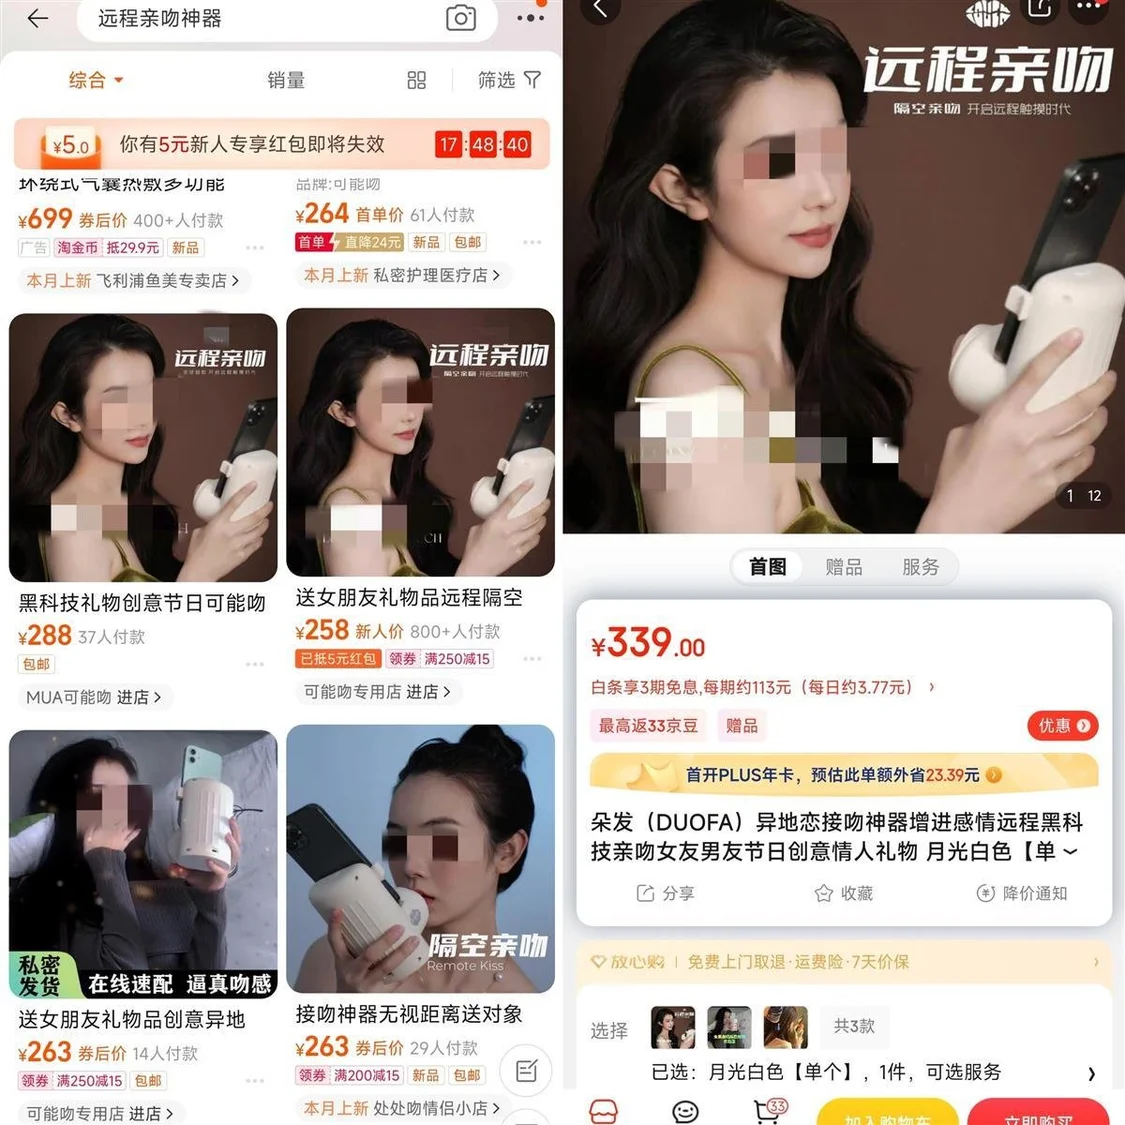 远程亲吻神器
综合
销量
筛选
¥5.0
你有5元新人专享红包即将失效
17:48:40
环绕式气囊热敷多功能
¥699 券后价 400+人付款
广告 淘金币 抵29.9元 新品
本月上新 飞利浦鱼美专卖店
品牌:可能吻
¥264 首单价 61人付款
首单 直降24元 新品 包邮
本月上新 私密护理医疗店
远程亲吻
黑科技礼物创意节日可能吻
¥288 37人付款
包邮
MUA可能吻 进店
远程亲吻
隔空亲吻 开启远程触摸时代
送女朋友礼物品远程隔空
¥258 新人价 800+人付款
已抵5元红包 领券 满250减15
可能吻专用店 进店
私密
发货
在线速配 逼真吻感
送女朋友礼物品创意异地
¥263 券后价 14人付款
领券 满250减15 包邮
可能吻专用店 进店
隔空亲吻
Remote Kiss
接吻神器无视距离送对象
¥263 券后价 29人付款
领券 满200减15 新品 包邮
本月上新 处处吻情侣小店
远程亲吻
隔空亲吻 开启远程触摸时代
1 12
首图
赠品
服务
¥339.00
白条享3期免息,每期约113元（每日约3.77元）
最高返33京豆
赠品
优惠
首开PLUS年卡，预估此单额外省23.39元
朵发（DUOFA）异地恋接吻神器增进感情远程黑科
技亲吻女友男友节日创意情人礼物 月光白色【单
分享
收藏
降价通知
放心购 免费上门取退·运费险·7天价保
选择
共3款
已选：月光白色【单个】，1件，可选服务
33
加入购物车
立即购买